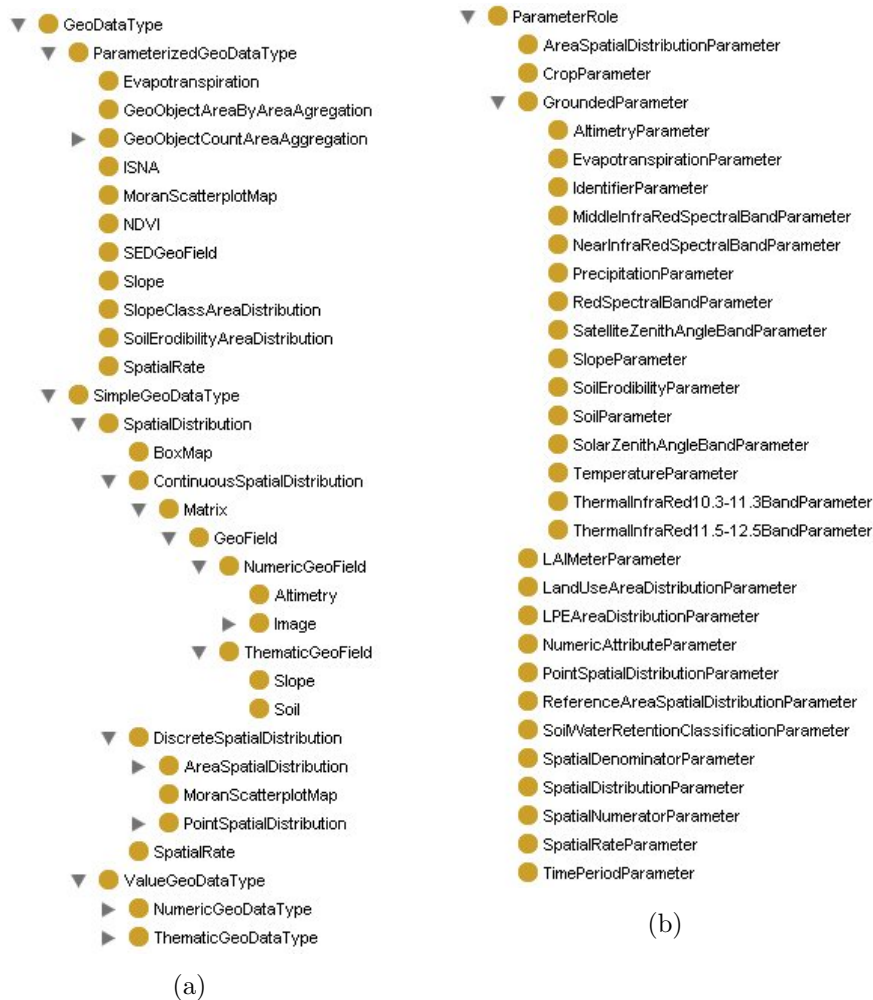 GeoDataType
ParameterizedGeoDataType
Evapotranspiration
GeoObjectAreaByAreaAgregation
GeoObjectCountAreaAggregation
ISNA
MoranScatterplotMap
NDVI
SEDGeoField
Slope
SlopeClassAreaDistribution
SoilErodibilityAreaDistribution
SpatialRate
SimpleGeoDataType
SpatialDistribution
BoxMap
ContinuousSpatialDistribution
Matrix
GeoField
NumericGeoField
Altimetry
Image
ThematicGeoField
Slope
Soil
DiscreteSpatialDistribution
AreaSpatialDistribution
MoranScatterplotMap
PointSpatialDistribution
SpatialRate
ValueGeoDataType
NumericGeoDataType
ThematicGeoDataType
(a)
ParameterRole
AreaSpatialDistributionParameter
CropParameter
GroundedParameter
AltimetryParameter
EvapotranspirationParameter
IdentifierParameter
MiddleInfraRedSpectralBandParameter
NearInfraRedSpectralBandParameter
PrecipitationParameter
RedSpectralBandParameter
SatelliteZenithAngleBandParameter
SlopeParameter
SoilErodibilityParameter
SoilParameter
SolarZenithAngleBandParameter
TemperatureParameter
ThermalInfraRed10.3-11.3BandParameter
ThermalInfraRed11.5-12.5BandParameter
LAIMeterParameter
LandUseAreaDistributionParameter
LPEAreaDistributionParameter
NumericAttributeParameter
PointSpatialDistributionParameter
ReferenceAreaSpatialDistributionParameter
SoilWaterRetentionClassificationParameter
SpatialDenominatorParameter
SpatialDistributionParameter
SpatialNumeratorParameter
SpatialRateParameter
TimePeriodParameter
(b)